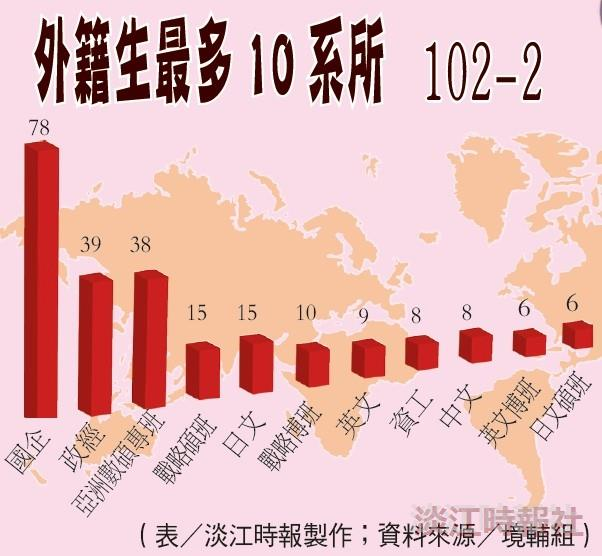 外籍生最多10系所 102-2
78
39
38
15
15
10
9
8
8
6
6
國企
政經
亞洲數碩專班
戰略碩班
日文
戰略博班
英文
資工
中文
英文博班
日文碩班
淡江時報社
(表／淡江時報製作；資料來源／境輔組)